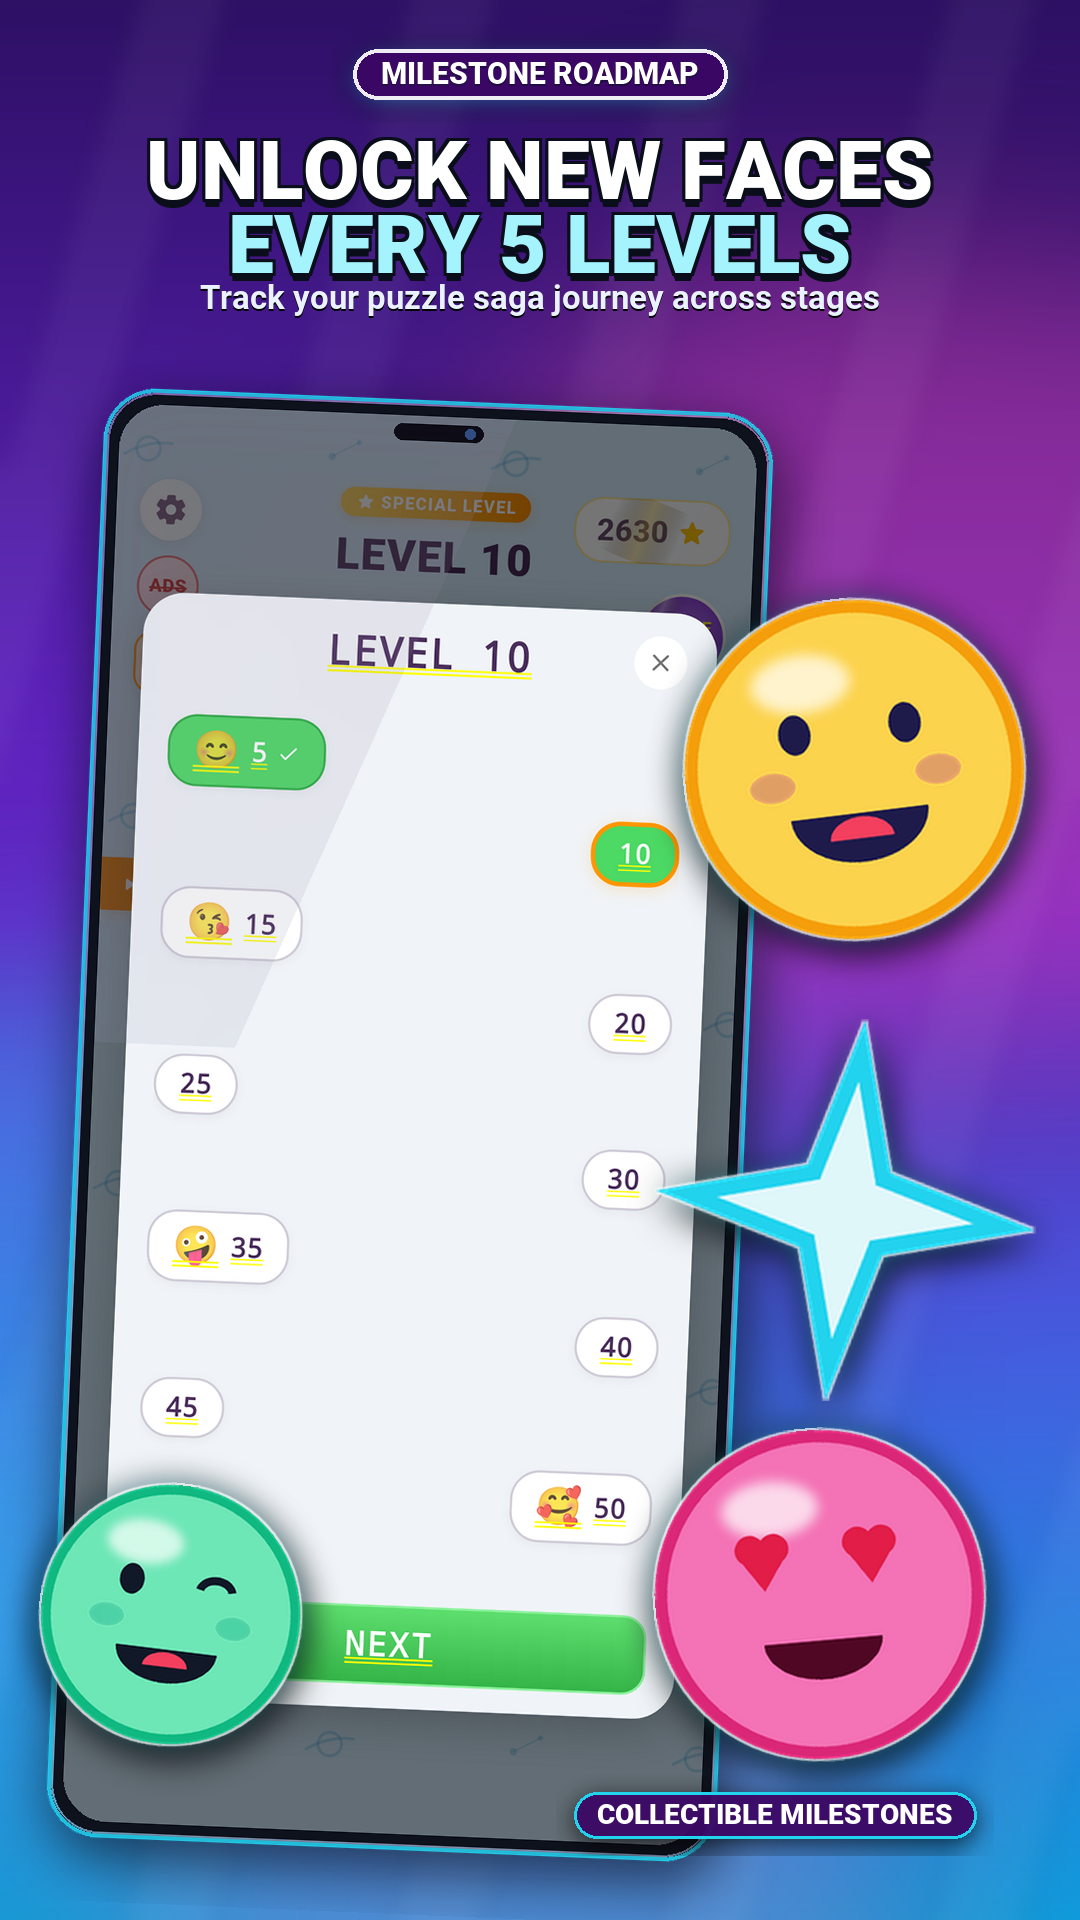 MILESTONE ROADMAP
UNLOCK NEW FACES
EVERY 5 LEVELS
Track your puzzle saga journey across stages
SPECIAL LEVEL
LEVEL 10
2630
ADS
LEVEL 10
5
10
15
20
25
30
35
40
45
50
NEXT
COLLECTIBLE MILESTONES